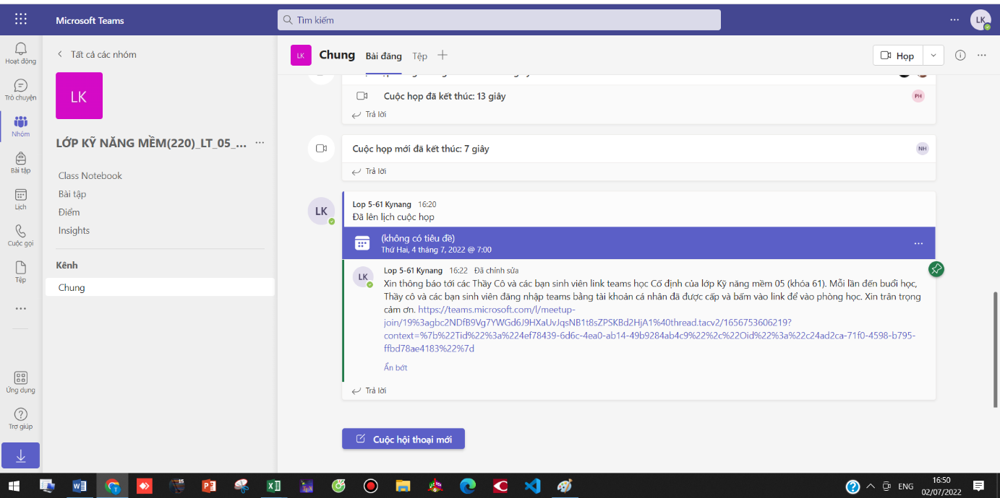 Microsoft Teams
Tìm kiếm
LK
Hoạt động
Trò chuyện
Nhóm
Bài tập
Lịch
Cuộc gọi
Tệp
Ứng dụng
Trợ giúp
Tất cả các nhóm
LK
LỚP KỸ NĂNG MỀM(220)_LT_05_...
Class Notebook
Bài tập
Điểm
Insights
Kênh
Chung
LK
Chung
Bài đăng
Tệp
Họp
Cuộc họp đã kết thúc: 13 giây
PH
Trả lời
Cuộc họp mới đã kết thúc: 7 giây
NH
Trả lời
LK
Lop 5-61 Kynang 16:20
Đã lên lịch cuộc họp
(không có tiêu đề)
Thứ Hai, 4 tháng 7, 2022 @ 7:00
LK
Lop 5-61 Kynang 16:22 Đã chỉnh sửa
Xin thông báo tới các Thầy Cô và các bạn sinh viên link teams học Cố định của lớp Kỹ năng mềm 05 (khóa 61). Mỗi lần đến buổi học,
Thầy cô và các bạn sinh viên đăng nhập teams bằng tài khoản cá nhân đã được cấp và bấm vào link để vào phòng học. Xin trân trọng
cảm ơn. https://teams.microsoft.com/l/meetup-
join/19%3agbc2NDfB9Vg7YWGd6J9HXaUvJqsNB1t8sZPSKBd2HjA1%40thread.tacv2/1656753606219?
context=%7b%22Tid%22%3a%224ef78439-6d6c-4ea0-ab14-49b9284ab4c9%22%2c%22Oid%22%3a%22c24ad2ca-71f0-4598-b795-
ffbd78ae4183%22%7d
Ẩn bớt
Trả lời
Cuộc hội thoại mới
ENG
16:50
02/07/2022